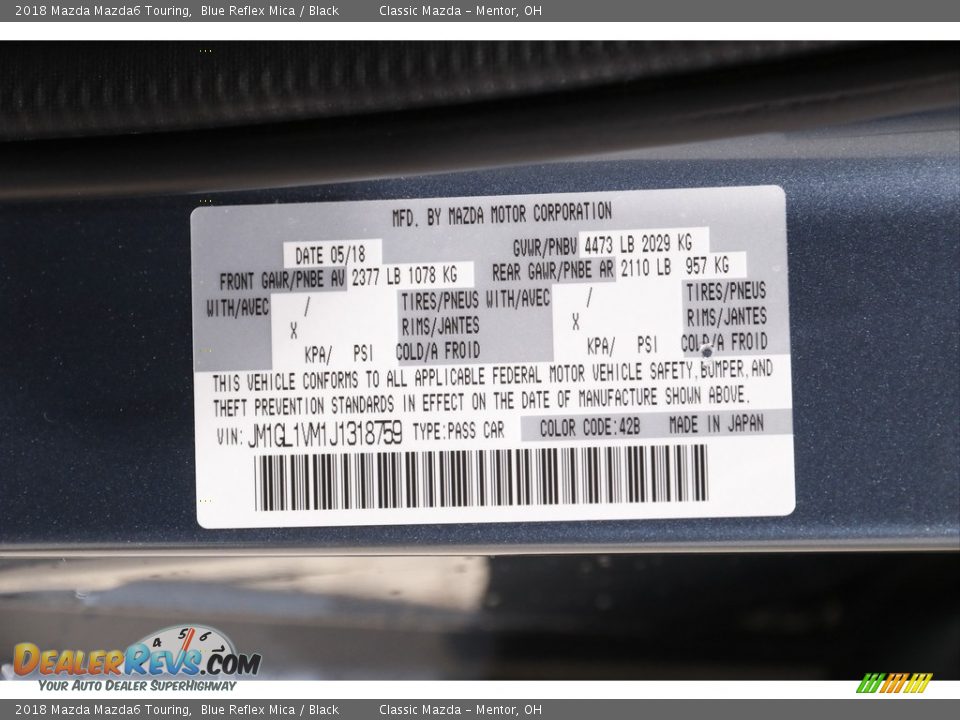 2018 Mazda Mazda6 Touring, Blue Reflex Mica / Black Classic Mazda – Mentor, OH
MFD. BY MAZDA MOTOR CORPORATION
DATE 05/18 GVWR/PNBV 4473 LB 2029 KG
FRONT GAWR/PNBE AV 2377 LB 1078 KG REAR GAWR/PNBE AR 2110 LB 957 KG
WITH/AVEC / TIRES/PNEUS WITH/AVEC / TIRES/PNEUS
X RIMS/JANTES X RIMS/JANTES
KPA/ PSI COLD/A FROID KPA/ PSI COLD/A FROID
THIS VEHICLE CONFORMS TO ALL APPLICABLE FEDERAL MOTOR VEHICLE SAFETY,BUMPER,AND
THEFT PREVENTION STANDARDS IN EFFECT ON THE DATE OF MANUFACTURE SHOWN ABOVE.
VIN: JM1GL1VM1J1318759 TYPE:PASS CAR COLOR CODE:42B MADE IN JAPAN
4 5 6
DEALERREVS.COM
YOUR AUTO DEALER SUPERHIGHWAY
2018 Mazda Mazda6 Touring, Blue Reflex Mica / Black Classic Mazda – Mentor, OH